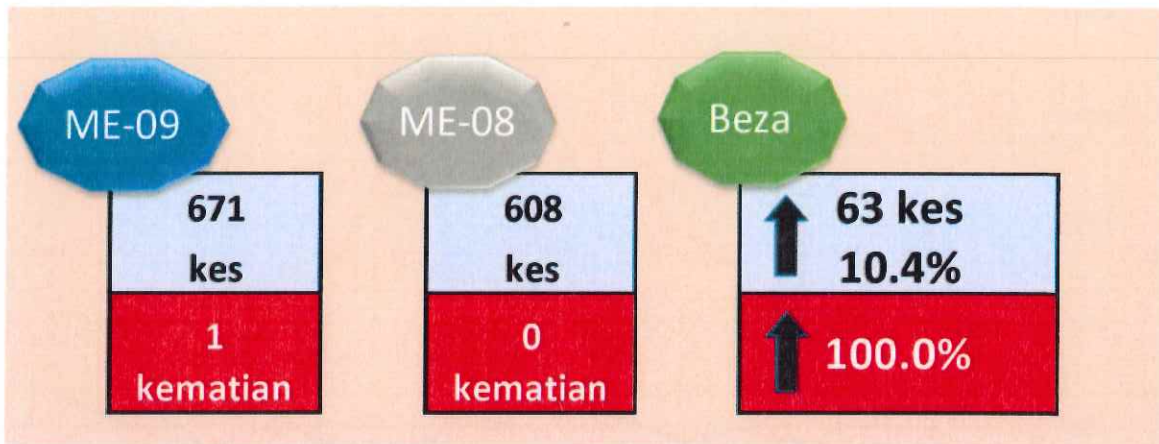 ME-09
671
kes
1
kematian
ME-08
608
kes
0
kematian
Beza
63 kes
10.4%
100.0%